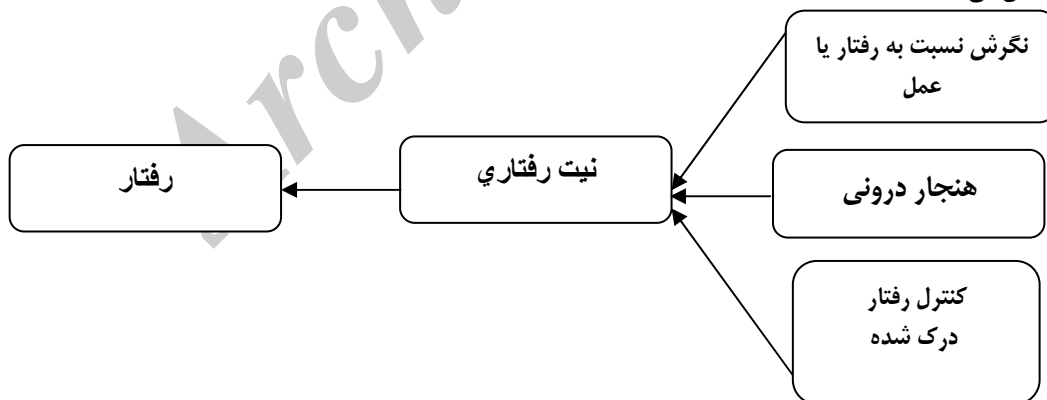 نگرش نسبت به رفتار یا
عمل
هنجار درونی
کنترل رفتار
درک شده
نیت رفتاري
رفتار